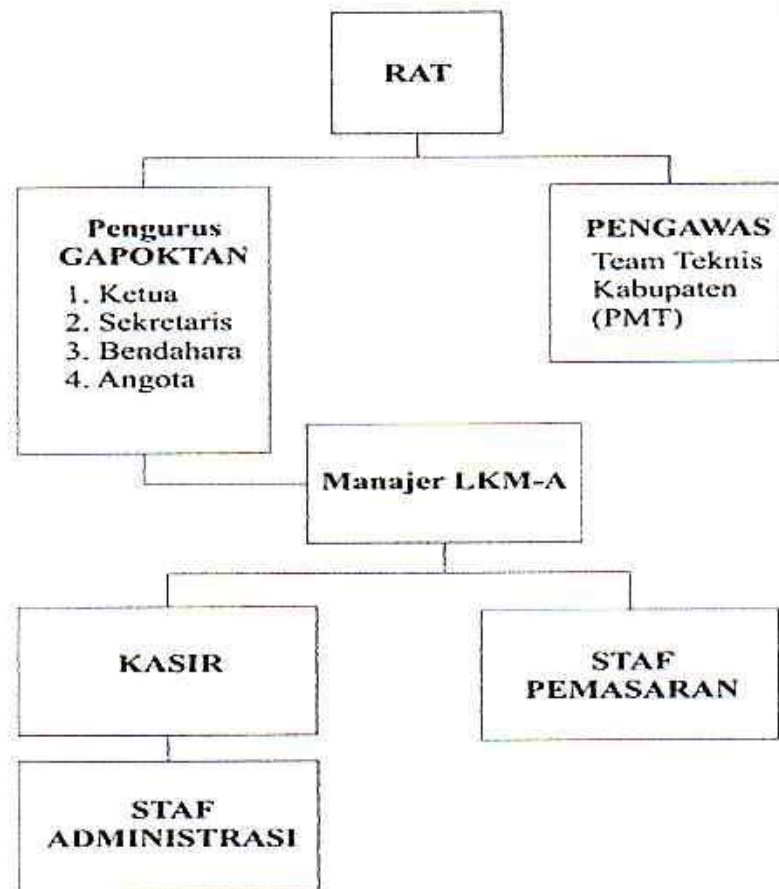 RAT
Pengurus
GAPOKTAN
1. Ketua
2. Sekretaris
3. Bendahara
4. Angota
PENGAWAS
Team Teknis
Kabupaten
(PMT)
Manajer LKM-A
KASIR
STAF
PEMASARAN
STAF
ADMINISTRASI